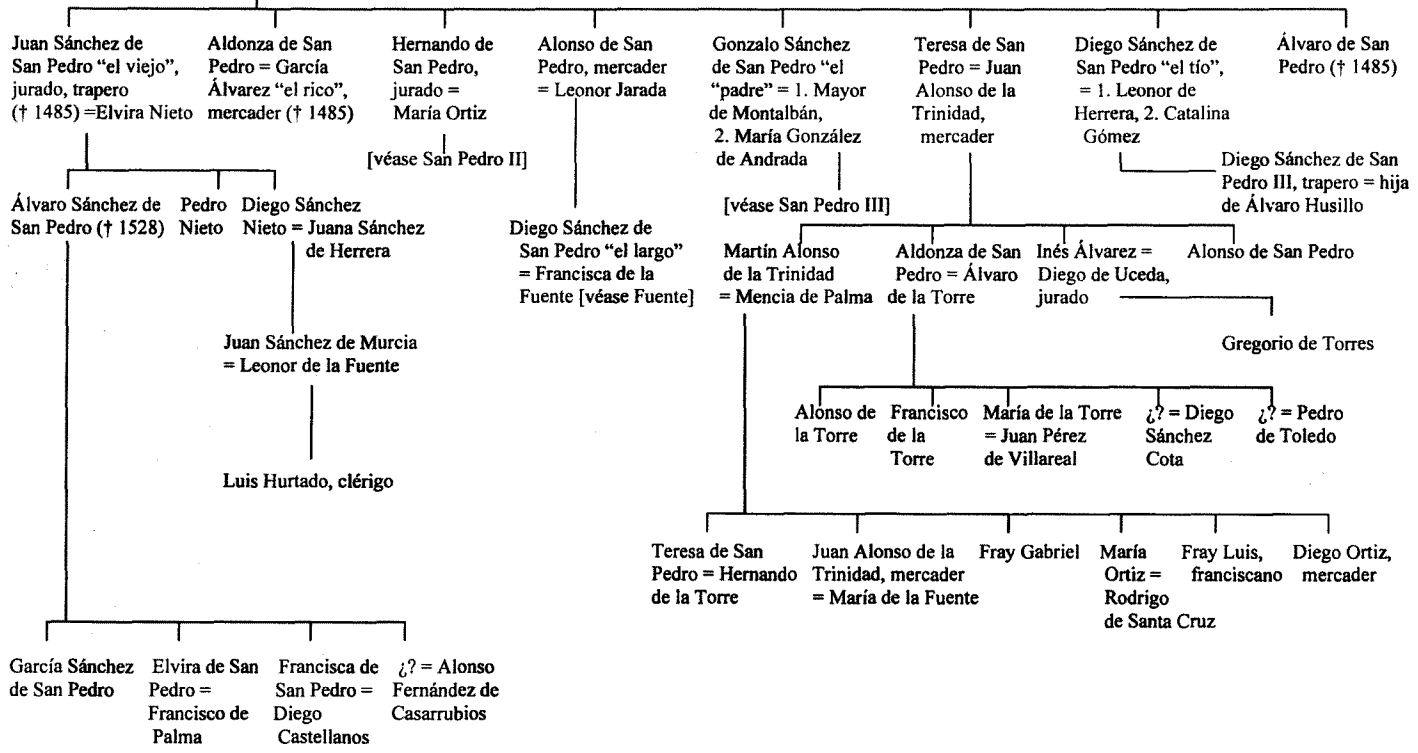 Juan Sánchez de
San Pedro “el viejo”,
jurado, trapero
(† 1485) =Elvira Nieto
Aldonza de San
Pedro = García
Álvarez “el rico”,
mercader († 1485)
Hernando de
San Pedro,
jurado =
María Ortiz
[véase San Pedro II]
Alonso de San
Pedro, mercader
= Leonor Jarada
Gonzalo Sánchez
de San Pedro “el
“padre” = 1. Mayor
de Montalbán,
2. María González
de Andrada
[véase San Pedro III]
Teresa de San
Pedro = Juan
Alonso de la
Trinidad,
mercader
Diego Sánchez de
San Pedro “el tío”,
= 1. Leonor de
Herrera, 2. Catalina
Gómez
Álvaro de San
Pedro († 1485)
Diego Sánchez de San
Pedro III, trapero = hija
de Álvaro Husillo
Álvaro Sánchez de
San Pedro († 1528)
Pedro
Nieto
Diego Sánchez
Nieto = Juana Sánchez
de Herrera
Diego Sánchez de
San Pedro “el largo”
= Francisca de la
Fuente [véase Fuente]
Martín Alonso
de la Trinidad
= Mencia de Palma
Aldonza de San
Pedro = Álvaro
de la Torre
Inés Álvarez =
Diego de Uceda,
jurado
Alonso de San Pedro
Gregorio de Torres
Juan Sánchez de Murcia
= Leonor de la Fuente
Luis Hurtado, clérigo
Alonso de
la Torre
Francisco
de la
Torre
María de la Torre
= Juan Pérez
de Villareal
¿? = Diego
Sánchez
Cota
¿? = Pedro
de Toledo
Teresa de San
Pedro = Hernando
de la Torre
Juan Alonso de la
Trinidad, mercader
= María de la Fuente
Fray Gabriel
María
Ortiz =
Rodrigo
de Santa Cruz
Fray Luis,
franciscano
Diego Ortiz,
mercader
García Sánchez
de San Pedro
Elvira de San
Pedro =
Francisco de
Palma
Francisca de
San Pedro =
Diego
Castellanos
¿? = Alonso
Fernández de
Casarrubios